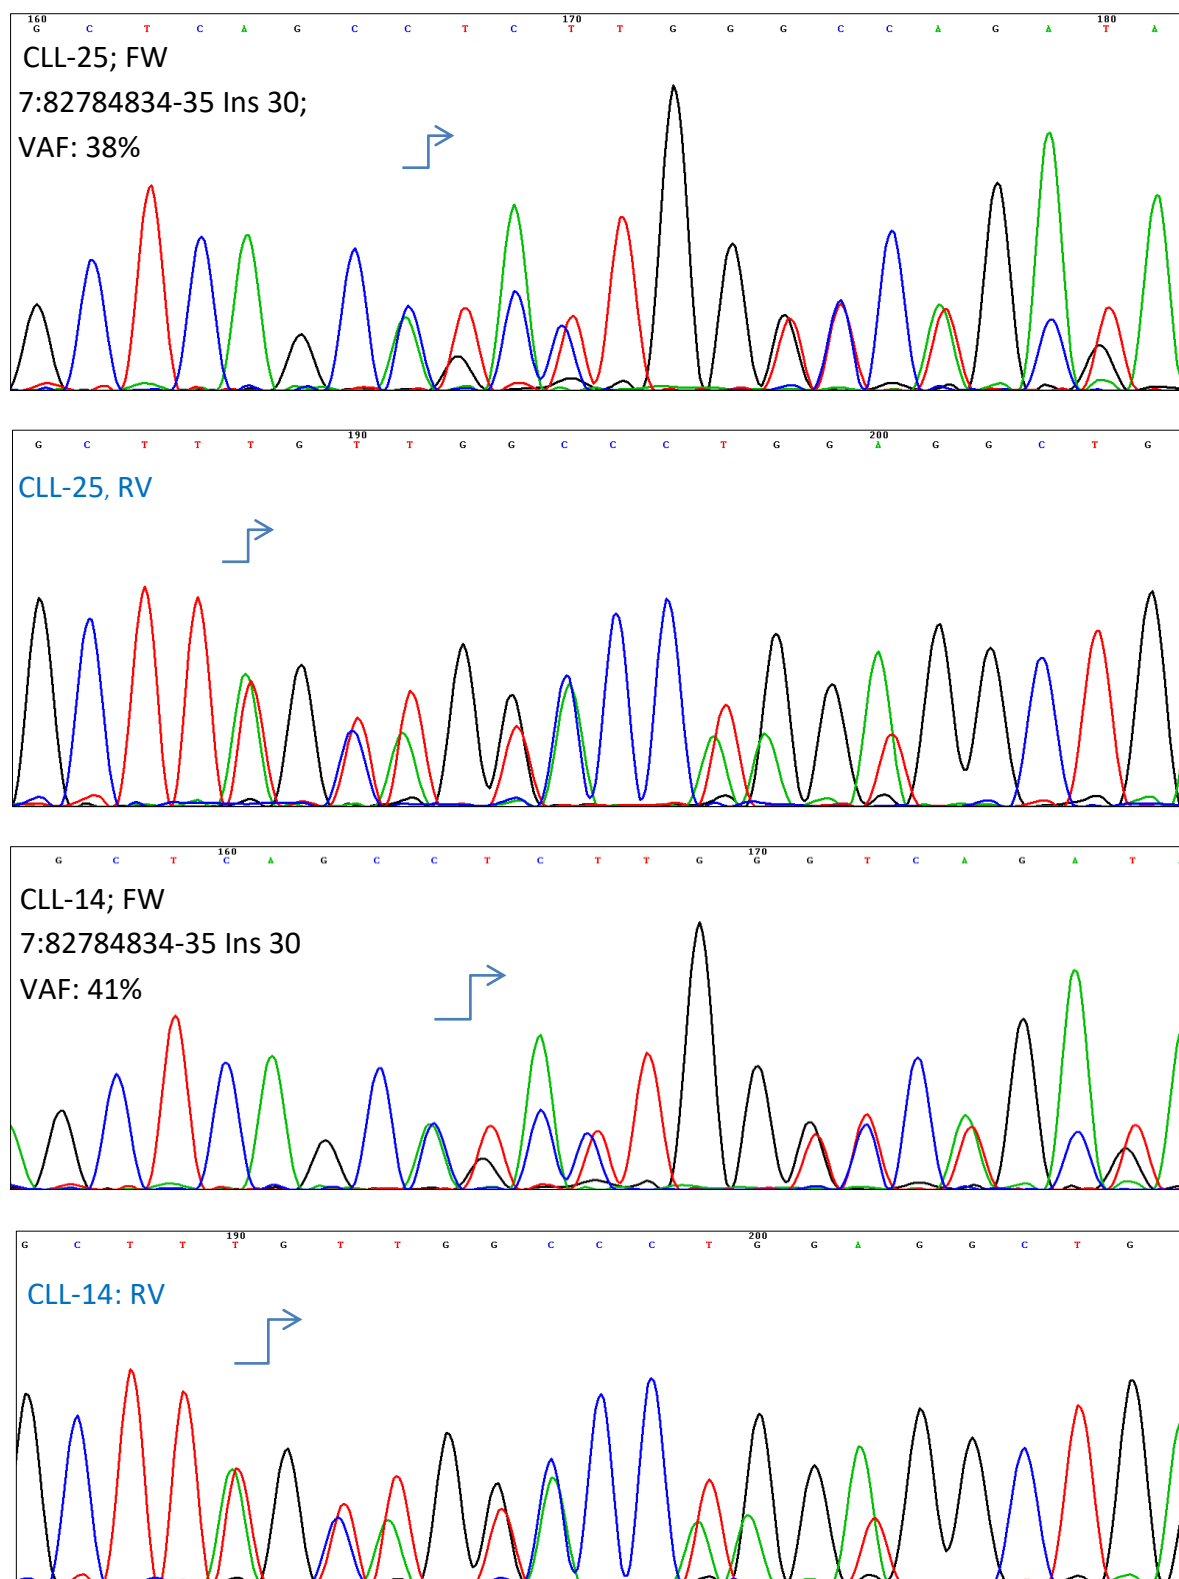 160 170 180
G C T C A G C C T C T T G G G C C A G A T A
CLL-25; FW
7:82784834-35 Ins 30;
VAF: 38%
190 200
G C T T T G T T G G C C C T G G A G G C T G
CLL-25, RV
160 170
G C T C A G C C T C T T G G G T C A G A T A
CLL-14; FW
7:82784834-35 Ins 30
VAF: 41%
190 200
G C T T T G T T G G C C C T G G A G G C T G
CLL-14: RV